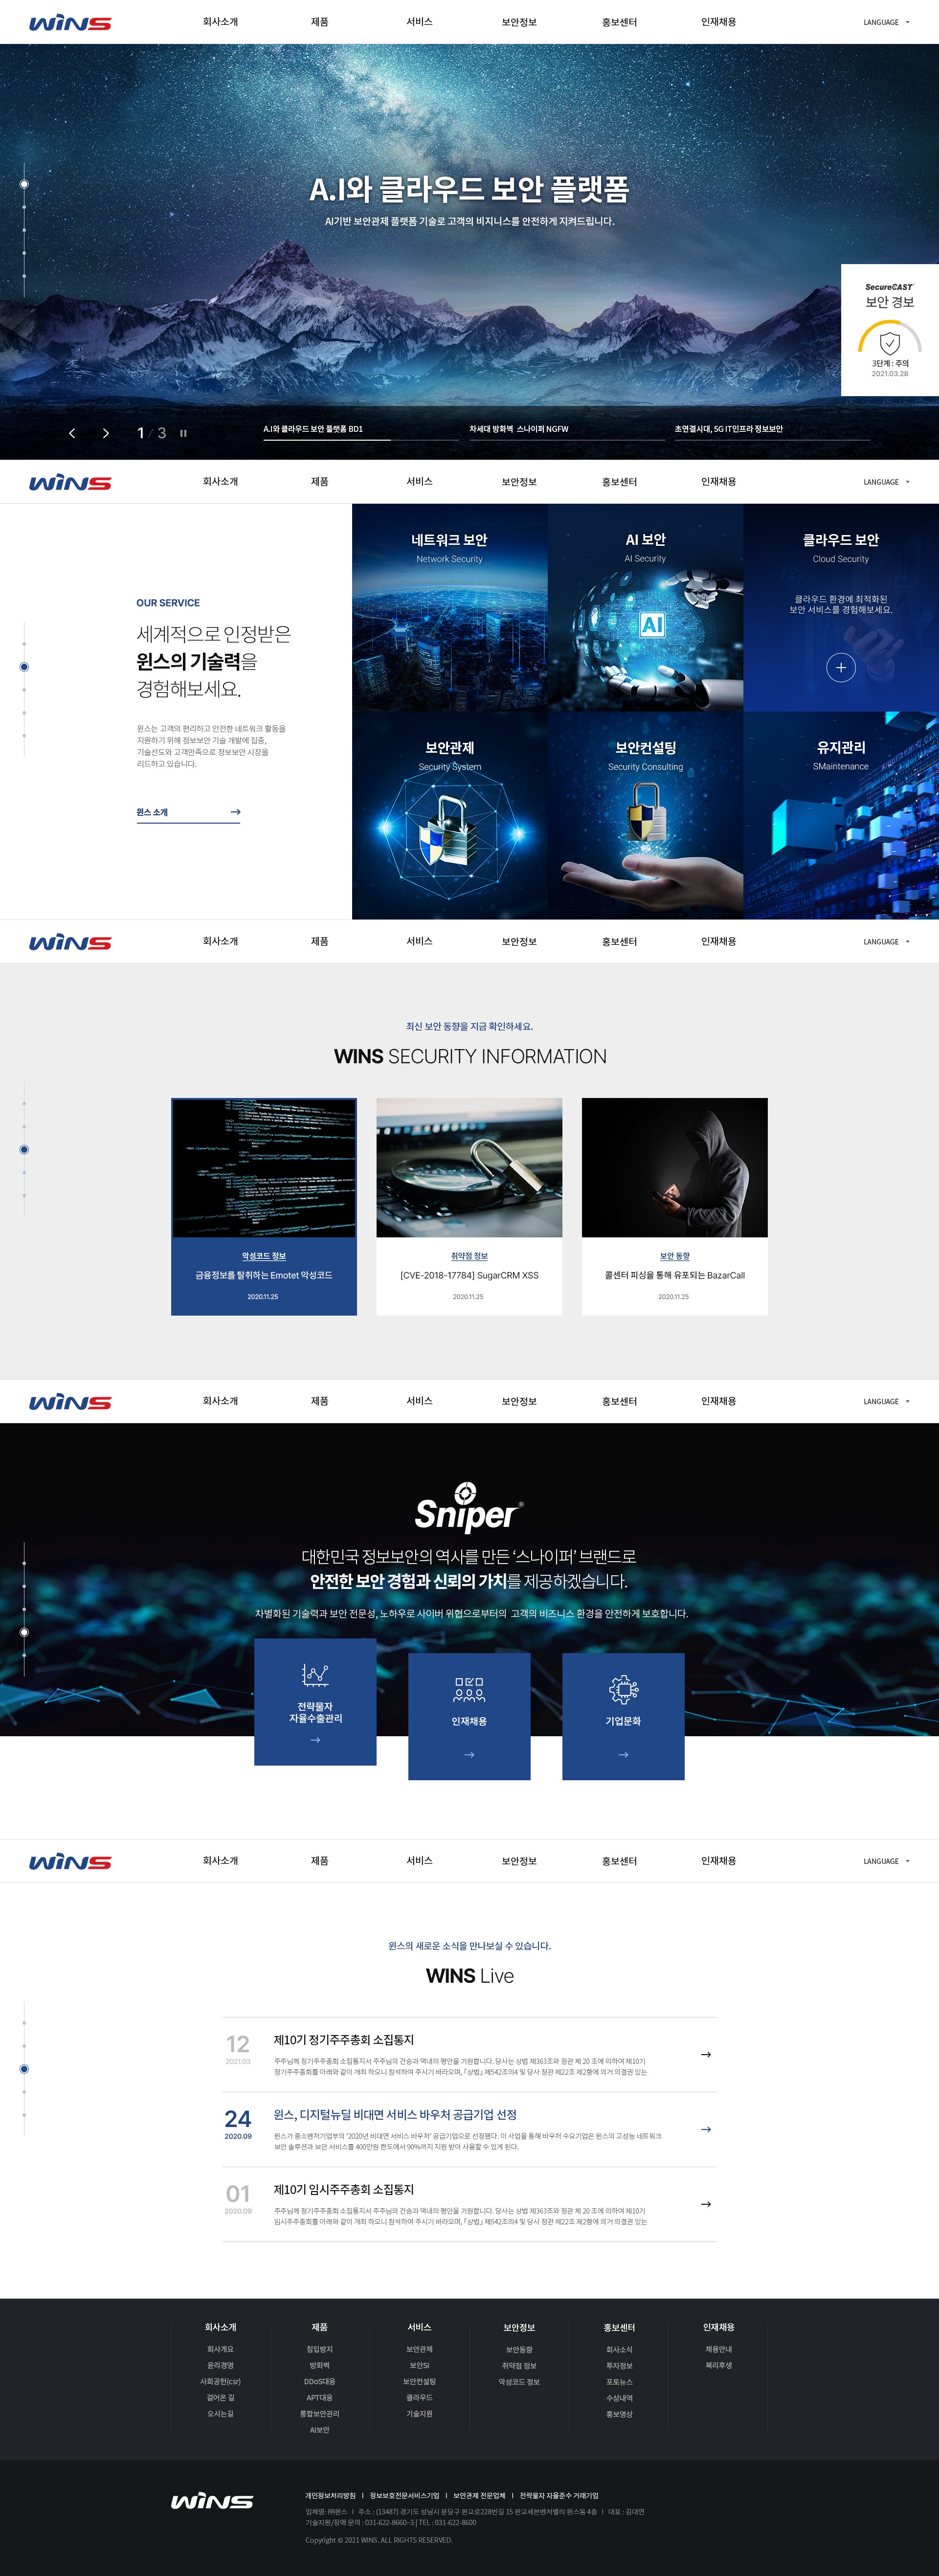 WINS
회사소개 제품 서비스 보안정보 홍보센터 인재채용 LANGUAGE
A.I와 클라우드 보안 플랫폼
AI기반 보안관제 플랫폼 기술로 고객의 비지니스를 안전하게 지켜드립니다.
SecureCAST
보안 경보
3단계 : 주의
2021.03.28
1 / 3
A.I와 클라우드 보안 플랫폼 BD1
차세대 방화벽 스나이퍼 NGFW
초연결시대, 5G IT인프라 정보보안
WINS
회사소개 제품 서비스 보안정보 홍보센터 인재채용 LANGUAGE
OUR SERVICE
세계적으로 인정받은
윈스의 기술력을
경험해보세요.
윈스는 고객의 편리하고 안전한 네트워크 활동을
지원하기 위해 정보보안 기술 개발에 집중,
기술선도와 고객만족으로 정보보안 시장을
리드하고 있습니다.
윈스 소개
네트워크 보안
Network Security
AI 보안
AI Security
AI
클라우드 보안
Cloud Security
클라우드 환경에 최적화된
보안 서비스를 경험해보세요.
보안관제
Security System
보안컨설팅
Security Consulting
유지관리
SMaintenance
WINS
회사소개 제품 서비스 보안정보 홍보센터 인재채용 LANGUAGE
최신 보안 동향을 지금 확인하세요.
WINS SECURITY INFORMATION
악성코드 정보
금융정보를 탈취하는 Emotet 악성코드
2020.11.25
취약점 정보
[CVE-2018-17784] SugarCRM XSS
2020.11.25
보안 동향
콜센터 피싱을 통해 유포되는 BazarCall
2020.11.25
WINS
회사소개 제품 서비스 보안정보 홍보센터 인재채용 LANGUAGE
Sniper®
대한민국 정보보안의 역사를 만든 ‘스나이퍼’ 브랜드로
안전한 보안 경험과 신뢰의 가치를 제공하겠습니다.
차별화된 기술력과 보안 전문성, 노하우로 사이버 위협으로부터의 고객의 비즈니스 환경을 안전하게 보호합니다.
전략물자
자율수출관리
인재채용
기업문화
WINS
회사소개 제품 서비스 보안정보 홍보센터 인재채용 LANGUAGE
윈스의 새로운 소식을 만나보실 수 있습니다.
WINS Live
12
2021.03
제10기 정기주주총회 소집통지
주주님께 정기주주총회 소집통지서 주주님의 건승과 댁내의 평안을 기원합니다. 당사는 상법 제363조와 정관 제 20 조에 의하여 제10기
정기주주총회를 아래와 같이 개최 하오니 참석하여 주시기 바라오며, 「상법」 제542조의4 및 당사 정관 제22조 제2항에 의거 의결권 있는
24
2020.09
윈스, 디지털뉴딜 비대면 서비스 바우처 공급기업 선정
윈스가 중소벤처기업부의 '2020년 비대면 서비스 바우처' 공급기업으로 선정됐다. 이 사업을 통해 바우처 수요기업은 윈스의 고성능 네트워크
보안 솔루션과 보안 서비스를 400만원 한도에서 90%까지 지원 받아 사용할 수 있게 된다.
01
2020.09
제10기 임시주주총회 소집통지
주주님께 정기주주총회 소집통지서 주주님의 건승과 댁내의 평안을 기원합니다. 당사는 상법 제363조와 정관 제 20 조에 의하여 제10기
임시주주총회를 아래와 같이 개최 하오니 참석하여 주시기 바라오며, 「상법」 제542조의4 및 당사 정관 제22조 제2항에 의거 의결권 있는
회사소개
회사개요
윤리경영
사회공헌(csr)
걸어온 길
오시는길
제품
침입방지
방화벽
DDoS대응
APT대응
통합보안관리
AI보안
서비스
보안관제
보안SI
보안컨설팅
클라우드
기술지원
보안정보
보안동향
취약점 정보
악성코드 정보
홍보센터
회사소식
투자정보
포토뉴스
수상내역
홍보영상
인재채용
채용안내
복리후생
WINS
개인정보처리방침 | 정보보호전문서비스기업 | 보안관제 전문업체 | 전략물자 자율준수 거래기업
업체명: ㈜윈스 | 주소 : (13487) 경기도 성남시 분당구 판교로228번길 15 판교세븐벤처밸리 윈스동 4층 | 대표 : 김대연
기술지원/장애 문의 : 031-622-8660~3 | TEL : 031-622-8600
Copyright © 2021 WINS. ALL RIGHTS RESERVED.